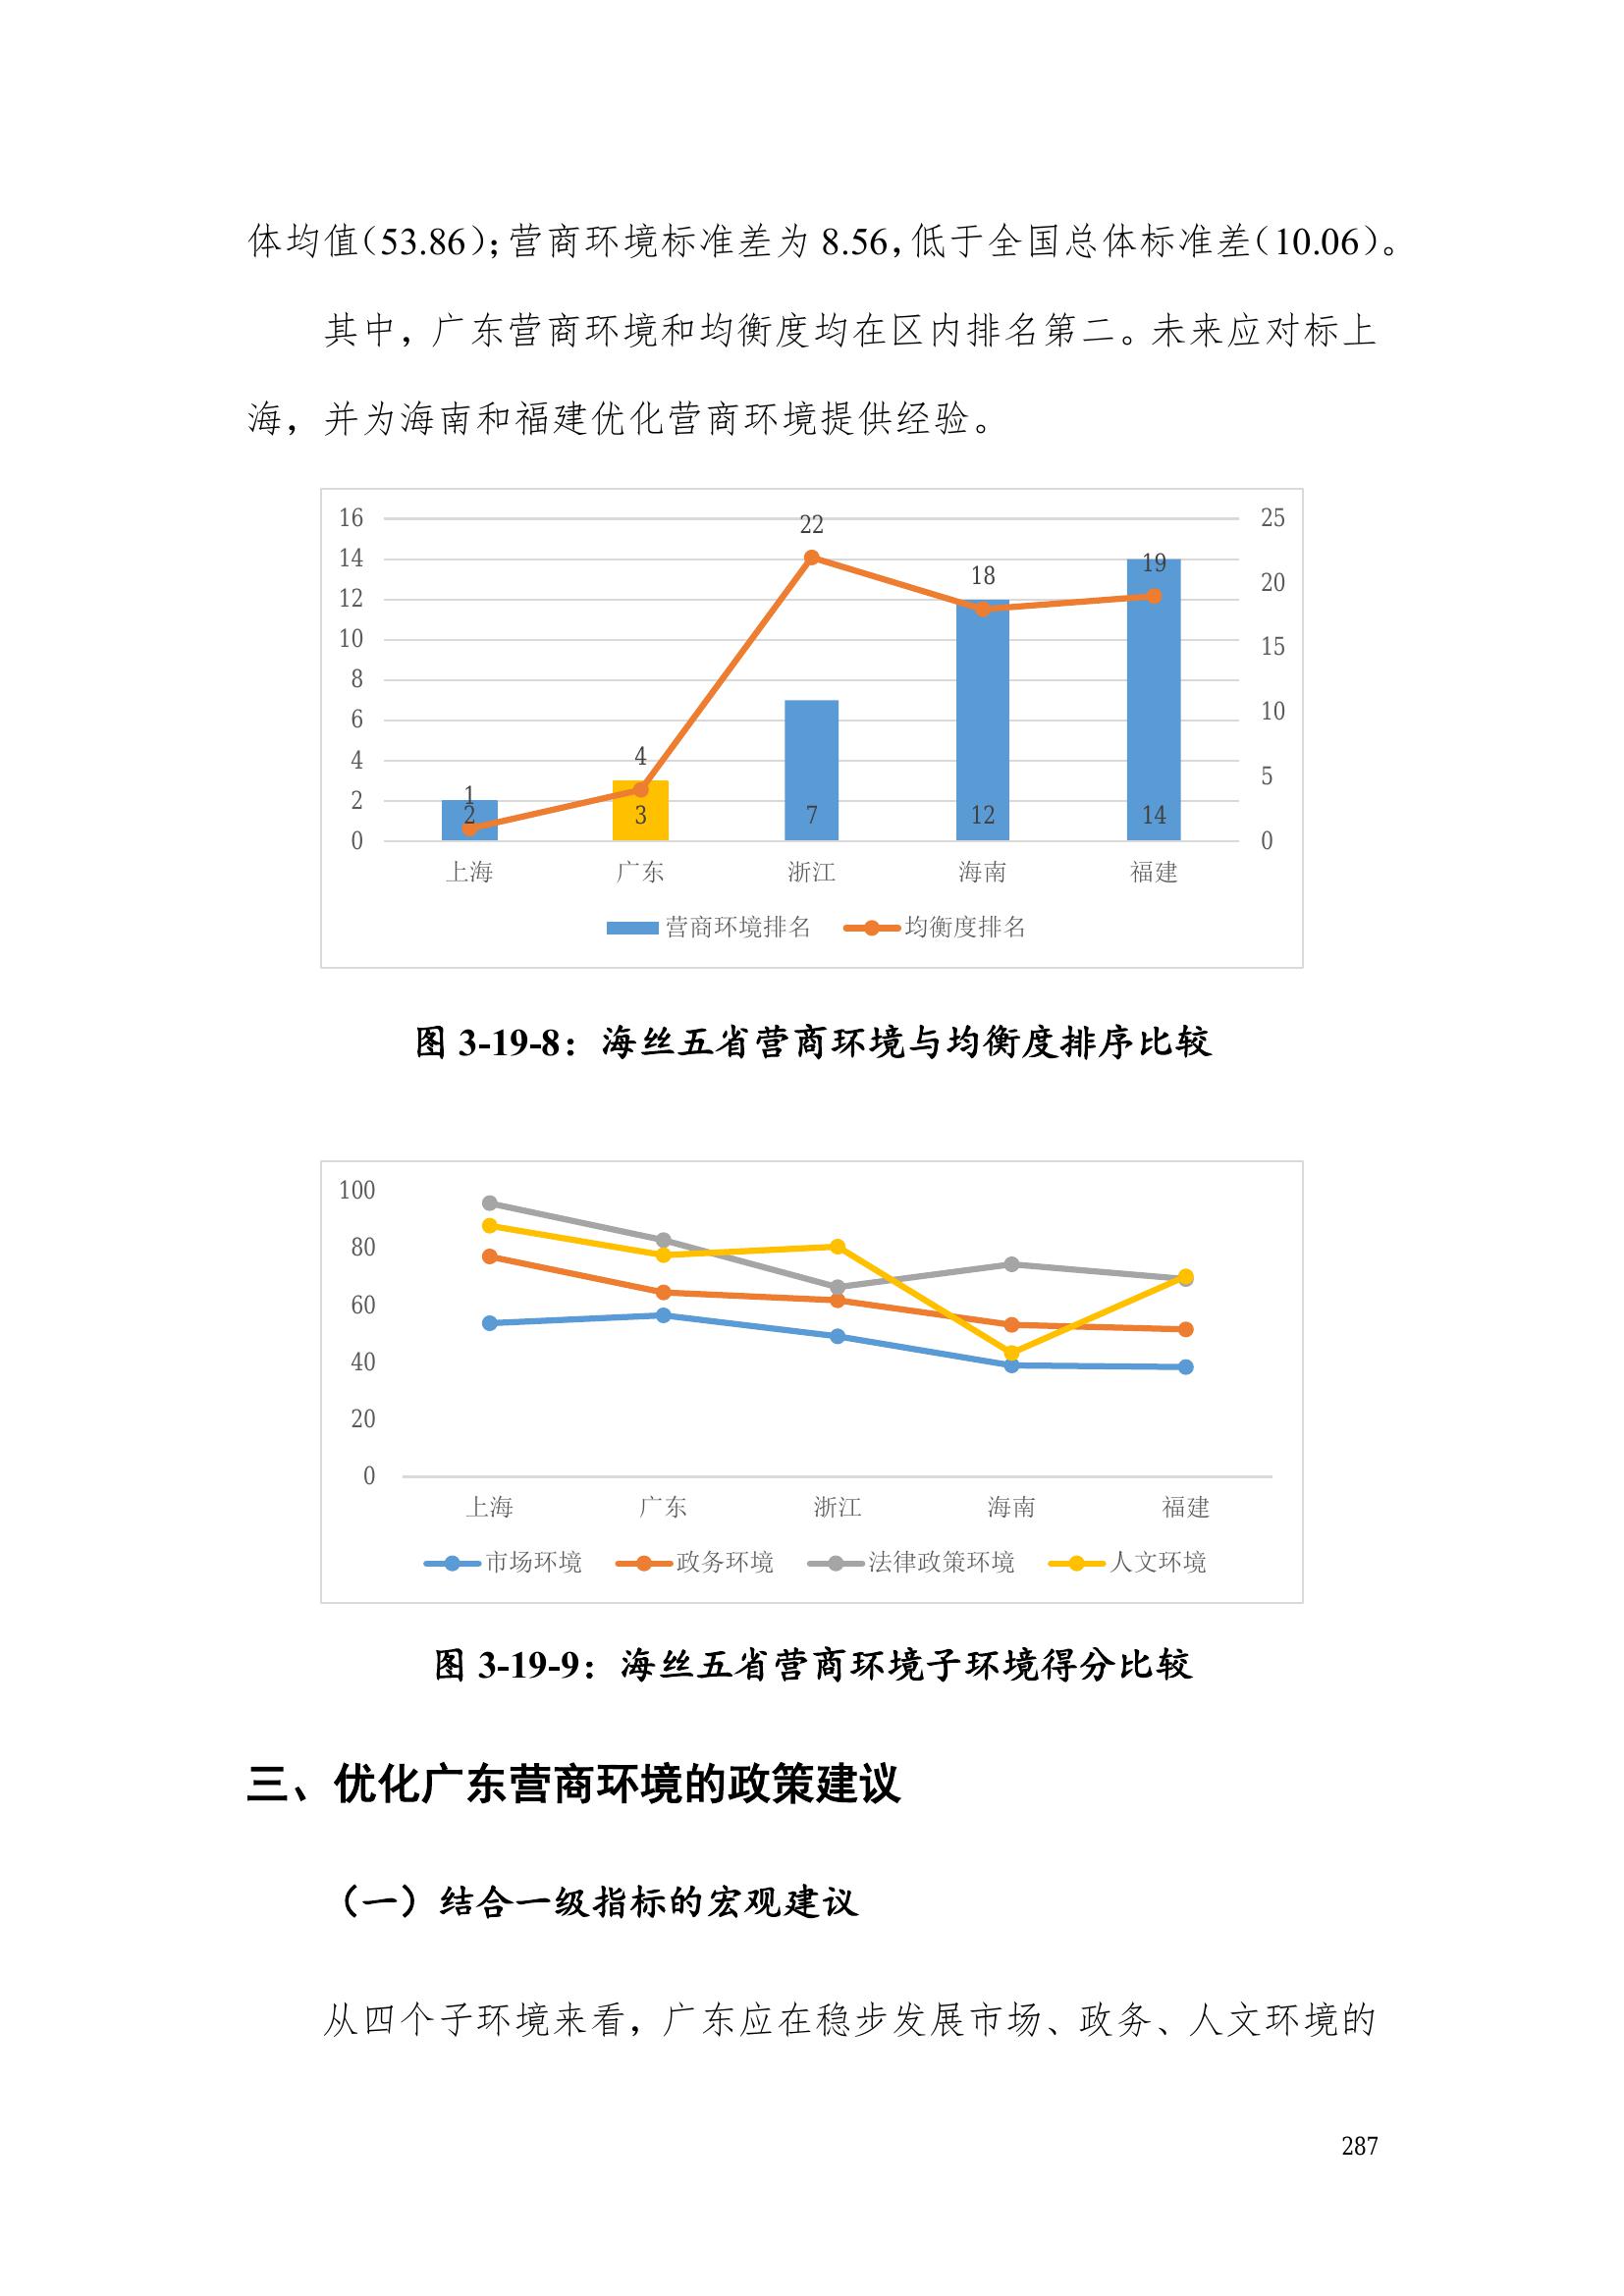 体均值(53.86);营商环境标准差为 8.56,低于全国总体标准差(10.06)。
其中，广东营商环境和均衡度均在区内排名第二。未来应对标上
海，并为海南和福建优化营商环境提供经验。
16
14
12
10
8
6
4
2
0
25
20
15
10
5
0
1
4
22
18
19
2
3
7
12
14
上海 广东 浙江 海南 福建
营商环境排名 均衡度排名
图 3-19-8：海丝五省营商环境与均衡度排序比较
100
80
60
40
20
0
上海 广东 浙江 海南 福建
市场环境 政务环境 法律政策环境 人文环境
图 3-19-9：海丝五省营商环境子环境得分比较
三、优化广东营商环境的政策建议
（一）结合一级指标的宏观建议
从四个子环境来看，广东应在稳步发展市场、政务、人文环境的
287